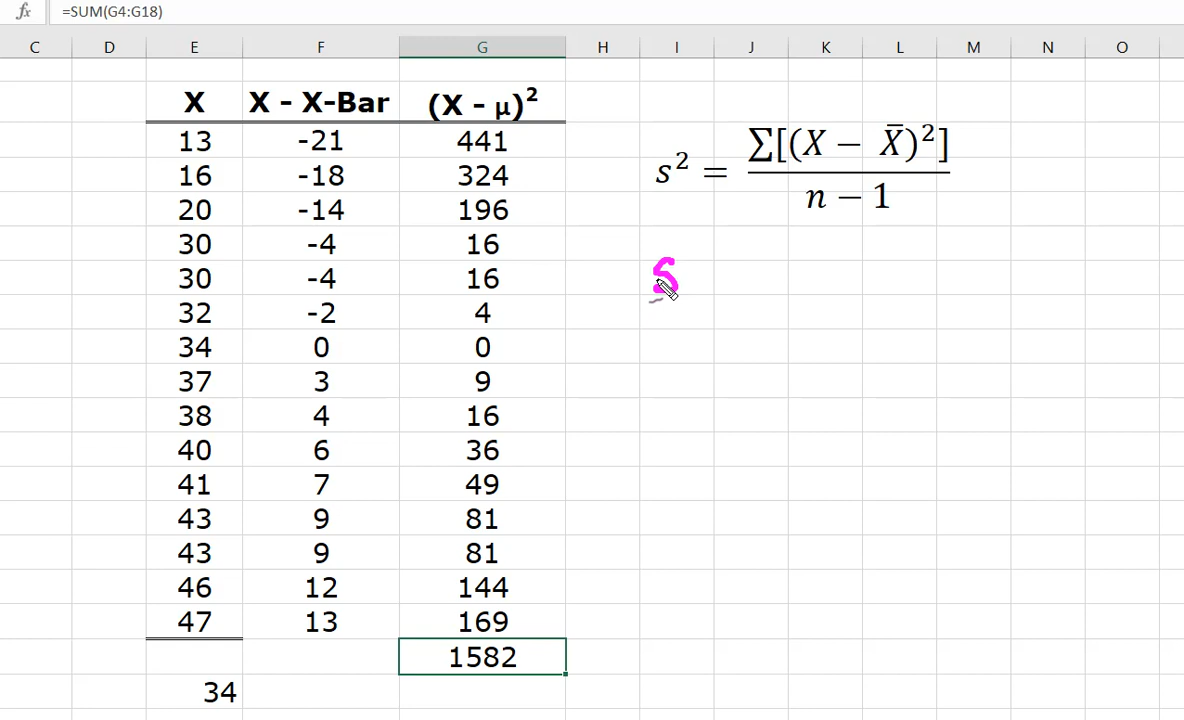 fx =SUM(G4:G18)
C D E F G H I J K L M N O
X X - X-Bar (X - μ)²
13 -21 441
16 -18 324
20 -14 196
30 -4 16
30 -4 16
32 -2 4
34 0 0
37 3 9
38 4 16
40 6 36
41 7 49
43 9 81
43 9 81
46 12 144
47 13 169
1582
34
s² = ∑[(X − X̄)²] / n − 1
S